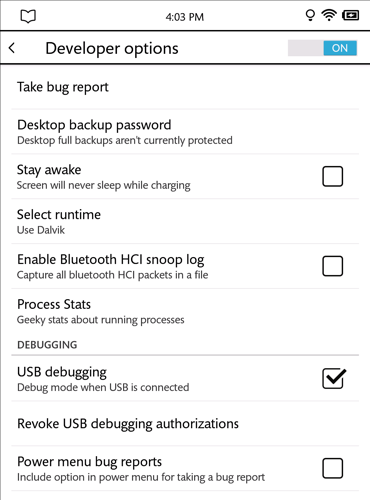 4:03 PM
Developer options
ON
Take bug report
Desktop backup password
Desktop full backups aren't currently protected
Stay awake
Screen will never sleep while charging
Select runtime
Use Dalvik
Enable Bluetooth HCI snoop log
Capture all bluetooth HCI packets in a file
Process Stats
Geeky stats about running processes
DEBUGGING
USB debugging
Debug mode when USB is connected
Revoke USB debugging authorizations
Power menu bug reports
Include option in power menu for taking a bug report